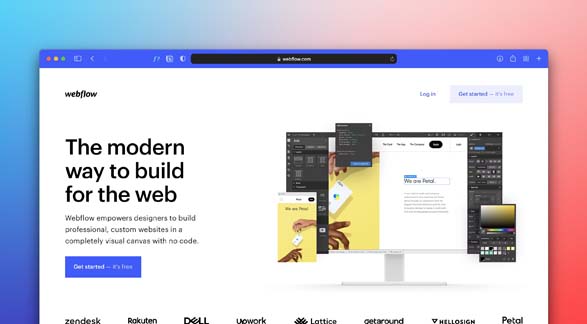 webflow.com
webflow
Log in
Get started — it's free
The modern
way to build
for the web
Webflow empowers designers to build
professional, custom websites in a
completely visual canvas with no code.
Get started — it's free
We are Petal.
We are Petal
zendesk
Rakuten
DELL
Upwork
Lattice
getaround
HELLOSIGN
Petal